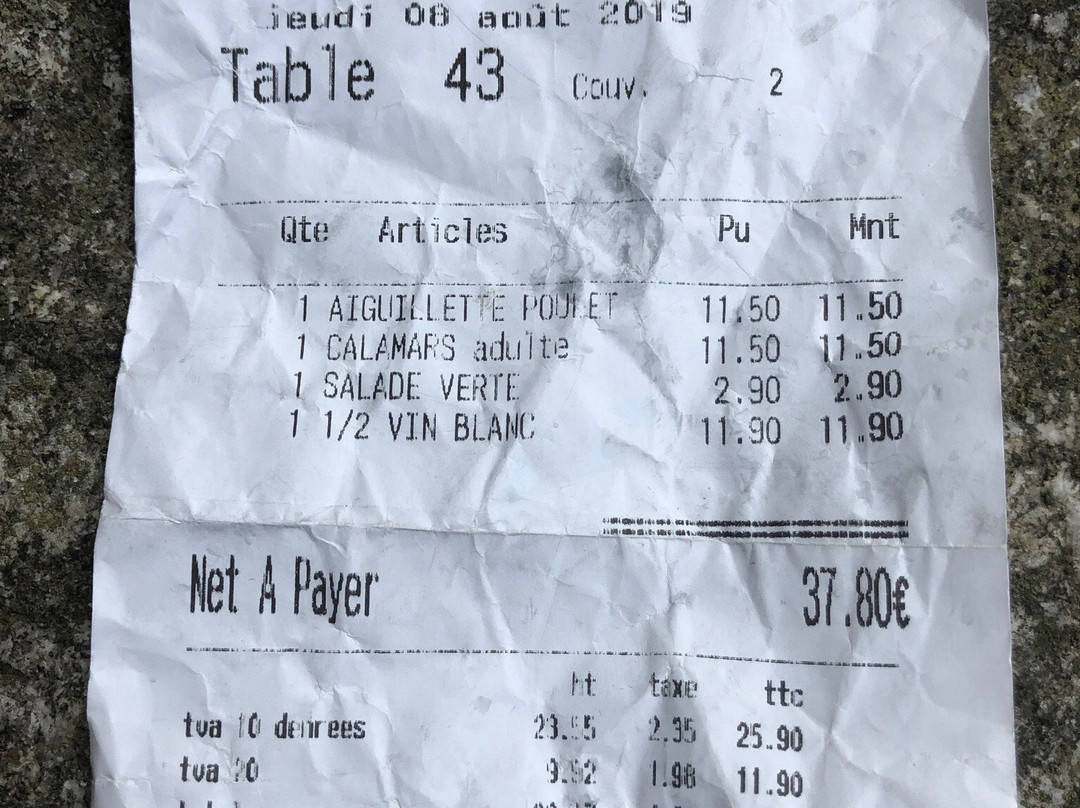 jeudi 08 août 2019
Table 43 Couv. 2
Qte Articles Pu Mnt
1 AIGUILLETTE POULET 11.50 11.50
1 CALAMARS adulte 11.50 11.50
1 SALADE VERTE 2.90 2.90
1 1/2 VIN BLANC 11.90 11.90
Net A Payer 37.80€
ht taxe ttc
tva 10 denrees 23.55 2.35 25.90
tva 20 9.92 1.98 11.90